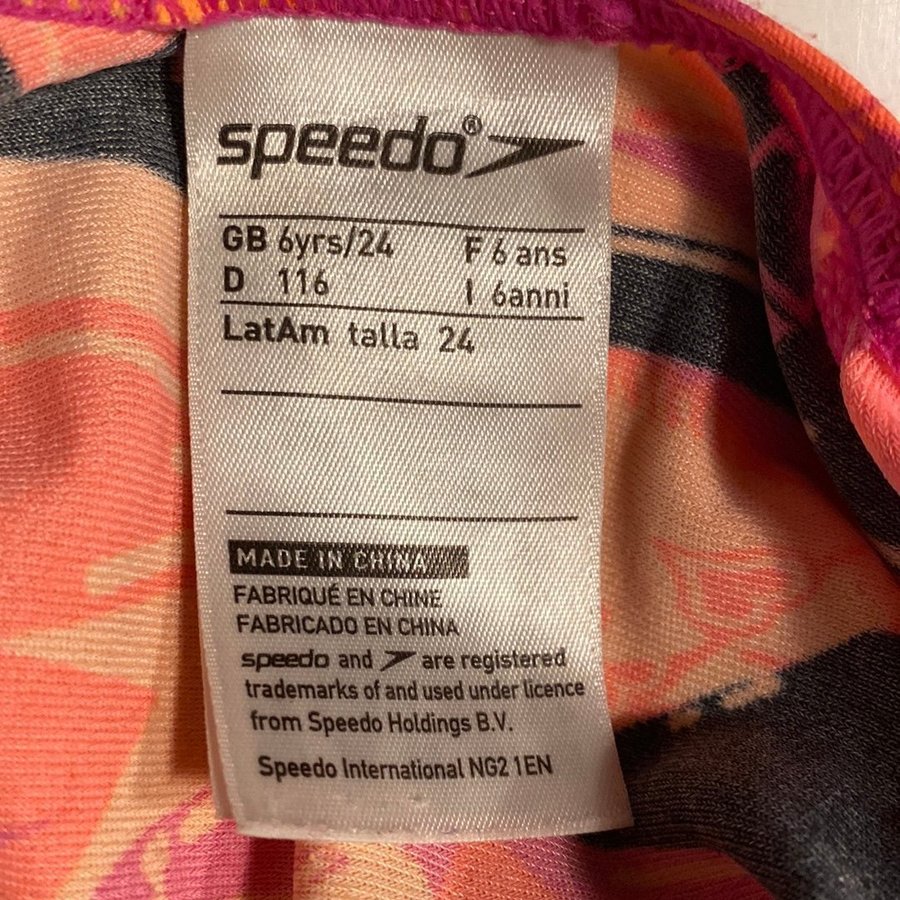 speedo®
GB 6yrs/24 F 6 ans
D 116 I 6anni
LatAm talla 24
MADE IN CHINA
FABRIQUÉ EN CHINE
FABRICADO EN CHINA
speedo and are registered
trademarks of and used under licence
from Speedo Holdings B.V.
Speedo International NG2 1EN